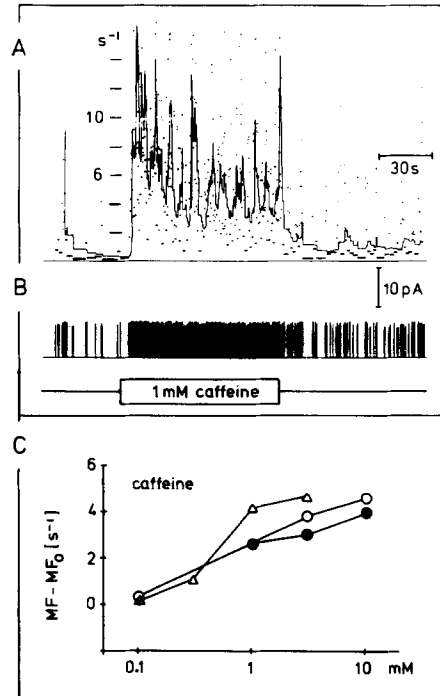 A
s⁻¹
10
6
30s
10 pA
B
1mM caffeine
C
6
caffeine
4
2
0
MF-MF₀ [s⁻¹]
0.1
1
10
mM